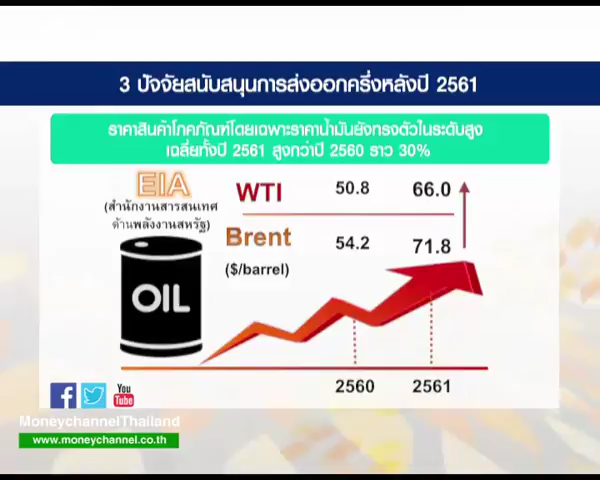 3 ปัจจัยสนับสนุนการส่งออกครึ่งหลังปี 2561
ราคาสินค้าโภคภัณฑ์โดยเฉพาะราคาน้ำมันยังทรงตัวในระดับสูง
เฉลี่ยทั้งปี 2561 สูงกว่าปี 2560 ราว 30%
EIA
(สำนักงานสารสนเทศ
ด้านพลังงานสหรัฐ)
WTI 50.8 66.0
Brent 54.2 71.8
($/barrel)
OIL
2560 2561
You
Tube
MoneychannelThailand
www.moneychannel.co.th